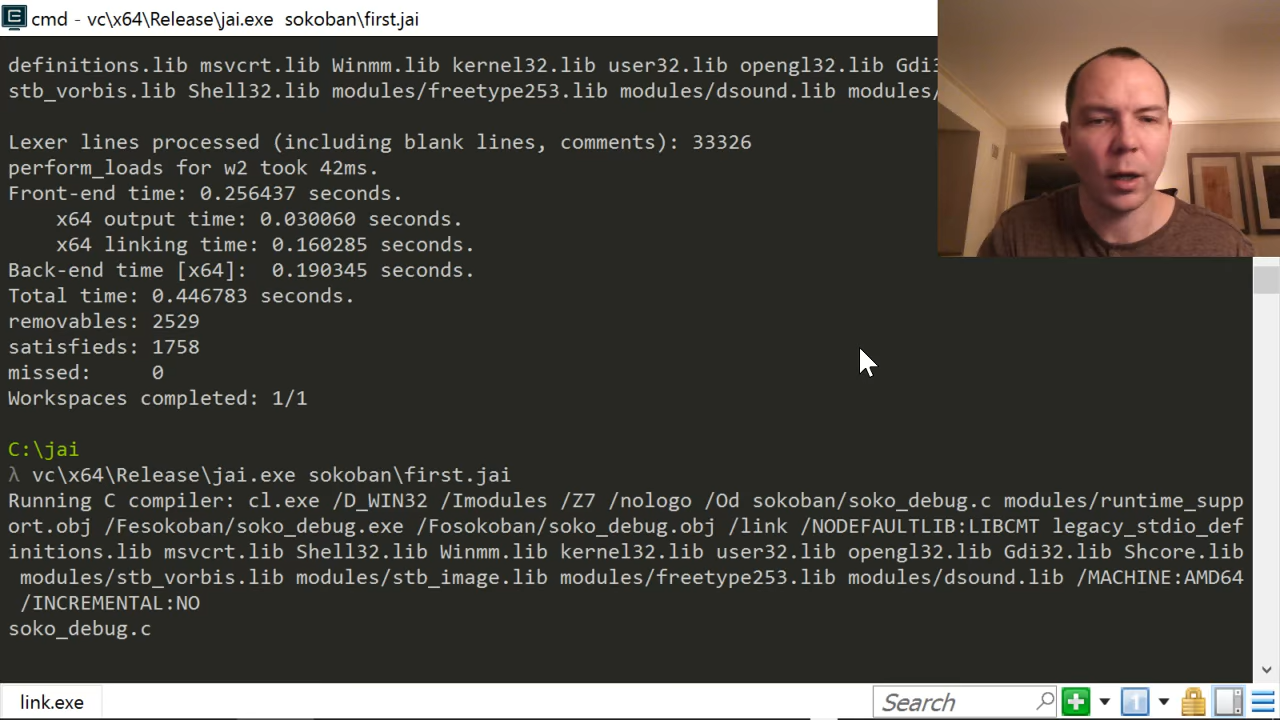 cmd - vc\x64\Release\jai.exe  sokoban\first.jai
definitions.lib msvcrt.lib Winmm.lib kernel32.lib user32.lib opengl32.lib
stb_vorbis.lib Shell32.lib modules/freetype253.lib modules/dsound.lib
Lexer lines processed (including blank lines, comments): 33326
perform_loads for w2 took 42ms.
Front-end time: 0.256437 seconds.
x64 output time: 0.030060 seconds.
x64 linking time: 0.160285 seconds.
Back-end time [x64]:  0.190345 seconds.
Total time: 0.446783 seconds.
removables: 2529
satisfieds: 1758
missed:     0
Workspaces completed: 1/1
C:\jai
λ vc\x64\Release\jai.exe sokoban\first.jai
Running C compiler: cl.exe /D_WIN32 /Imodules /Z7 /nologo /Od sokoban/soko_debug.c modules/runtime_supp
ort.obj /Fesokoban/soko_debug.exe /Fosokoban/soko_debug.obj /link /NODEFAULTLIB:LIBCMT legacy_stdio_def
initions.lib msvcrt.lib Shell32.lib Winmm.lib kernel32.lib user32.lib opengl32.lib Gdi32.lib Shcore.lib
modules/stb_vorbis.lib modules/stb_image.lib modules/freetype253.lib modules/dsound.lib /MACHINE:AMD64
/INCREMENTAL:NO
soko_debug.c
link.exe
Search
1